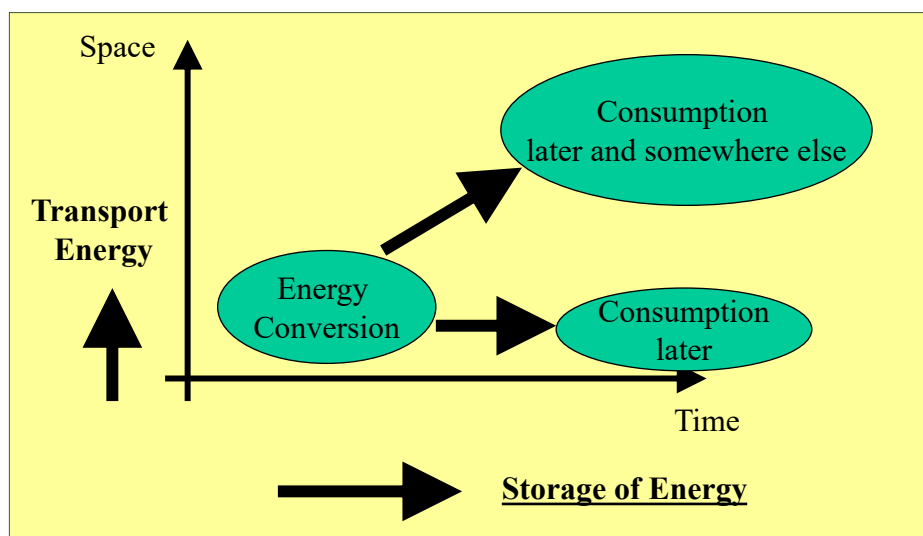 Space
Consumption
later and somewhere else
Transport
Energy
Energy
Conversion
Consumption
later
Time
Storage of Energy